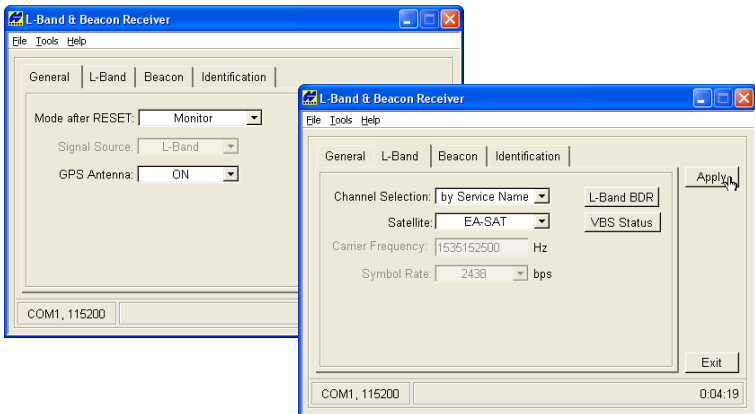 L-Band & Beacon Receiver
File Tools Help
General L-Band Beacon Identification
Mode after RESET: Monitor
Signal Source: L-Band
GPS Antenna: ON
COM1, 115200
L-Band & Beacon Receiver
File Tools Help
General L-Band Beacon Identification
Apply
Channel Selection: by Service Name L-Band BDR
Satellite: EA-SAT VBS Status
Carrier Frequency: 1535152500 Hz
Symbol Rate: 2438 bps
Exit
COM1, 115200 0:04:19